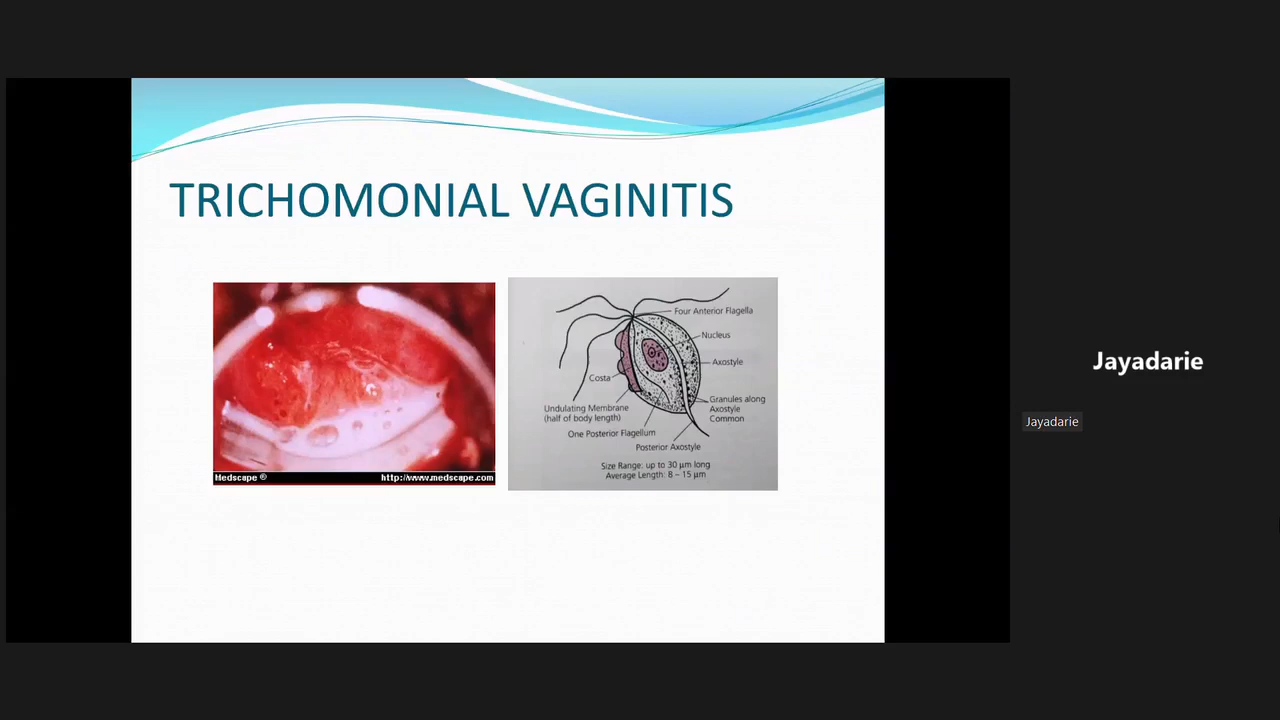 TRICHOMONIAL VAGINITIS
Four Anterior Flagella
Nucleus
Axostyle
Costa
Granules along
Axostyle
Common
Undulating Membrane
(half of body length)
One Posterior Flagellum
Posterior Axostyle
Size Range: up to 30 µm long
Average Length: 8 – 15 µm
Medscape ® http://www.medscape.com
Jayadarie
Jayadarie